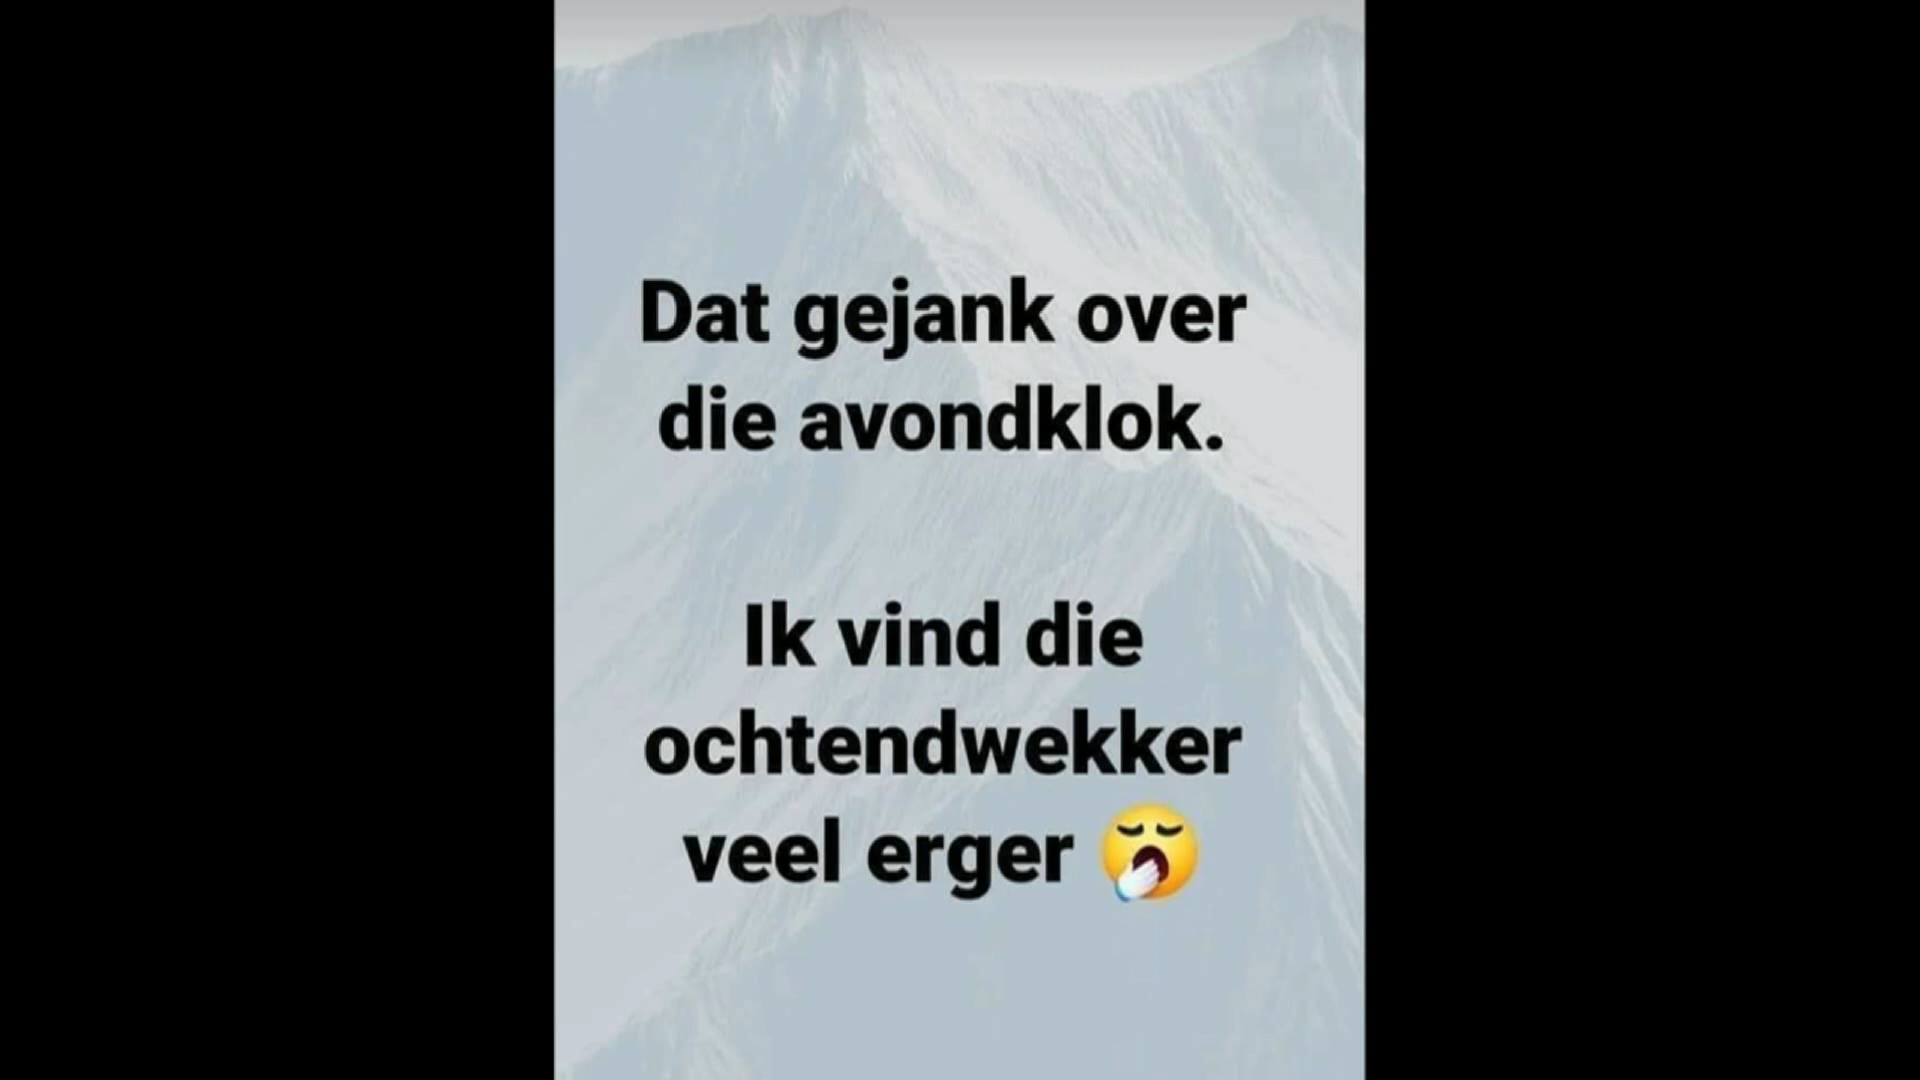 Dat gejank over
die avondklok.
Ik vind die
ochtendwekker
veel erger 🥱